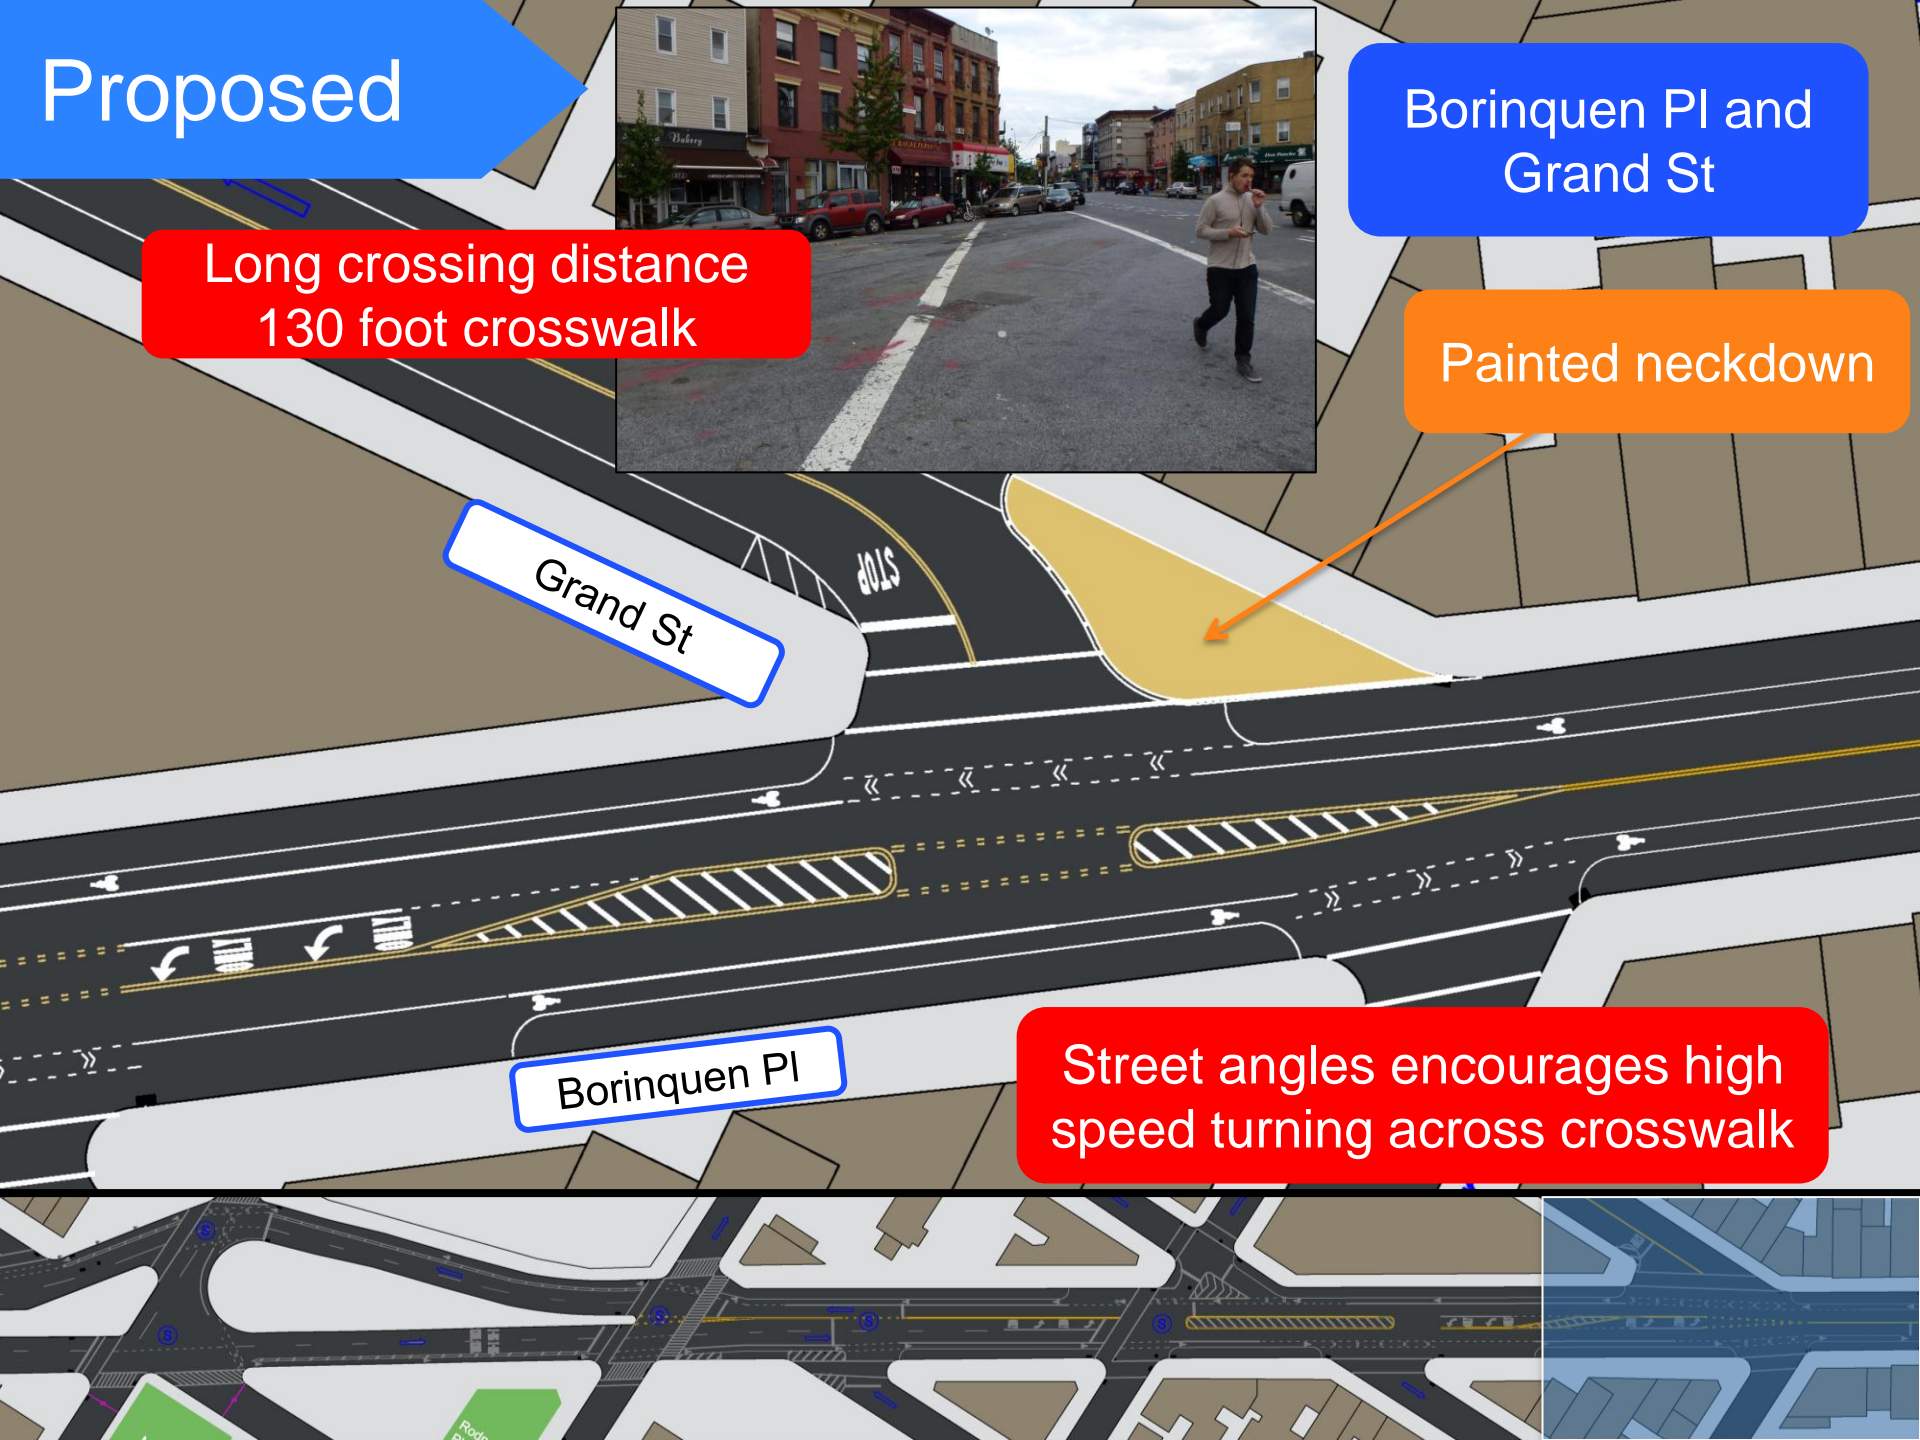 Proposed
Bakery
Borinquen Pl and
Grand St
Long crossing distance
130 foot crosswalk
Painted neckdown
STOP
Grand St
ONLY
ONLY
Borinquen Pl
Street angles encourages high
speed turning across crosswalk
S
S
S
S
S